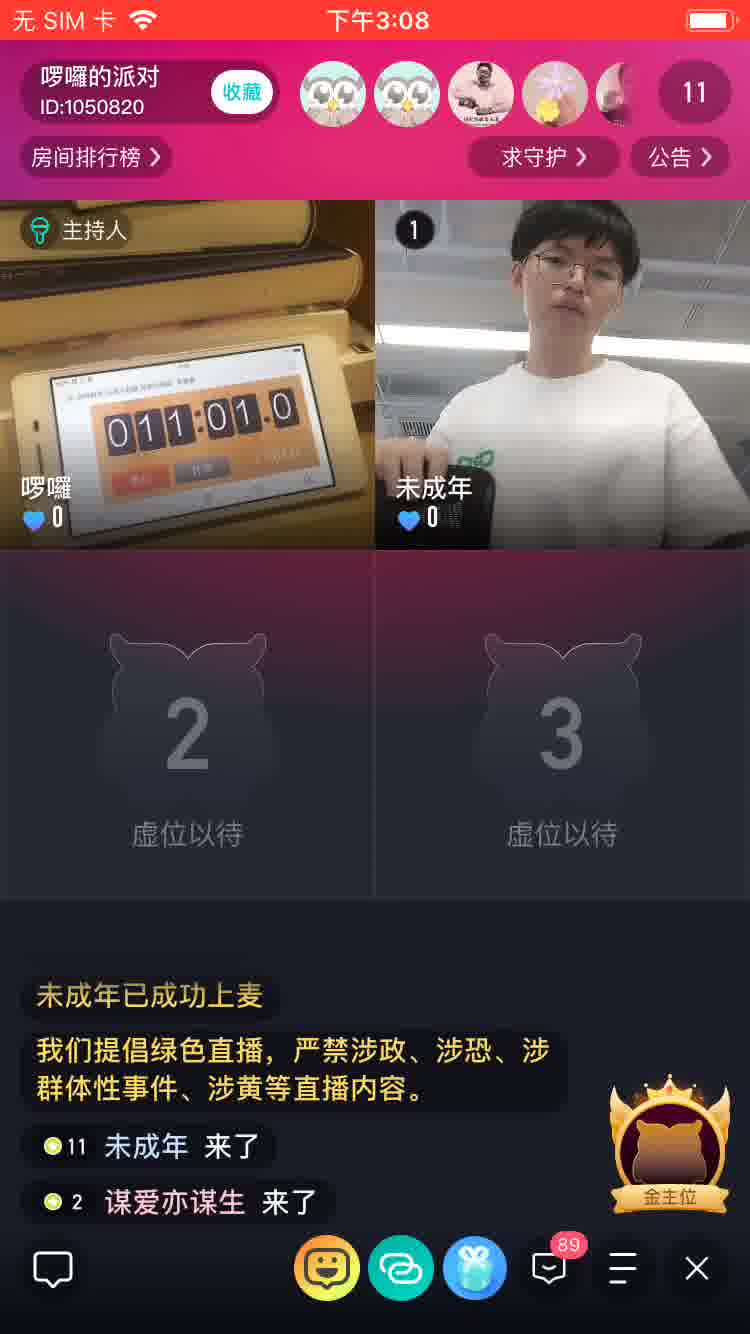 无 SIM 卡
下午3:08
啰囉的派对
ID:1050820
收藏
11
房间排行榜
求守护
公告
主持人
1
011:01.0
啰囉
0
未成年
0
2
3
虚位以待
虚位以待
未成年已成功上麦
我们提倡绿色直播，严禁涉政、涉恐、涉
群体性事件、涉黄等直播内容。
11 未成年 来了
2 谋爱亦谋生 来了
金主位
89